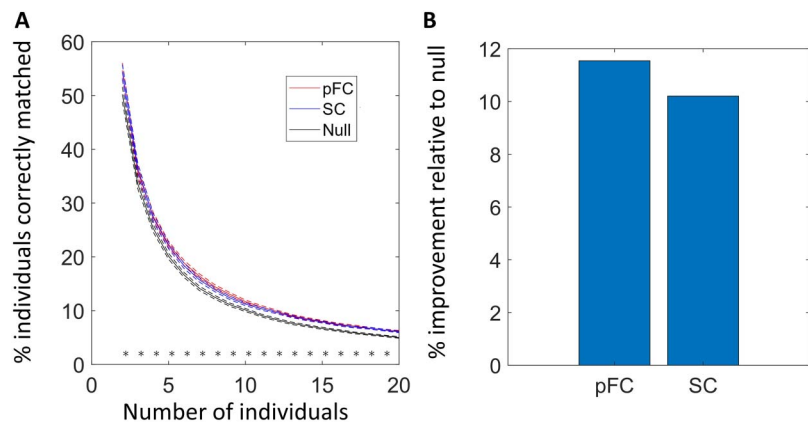 A
% individuals correctly matched
60
50
40
30
20
10
0
pFC
SC
Null
* * * * * * * * * * * * * * * * * *
0 5 10 15 20
Number of individuals
B
% improvement relative to null
12
10
8
6
4
2
0
pFC SC